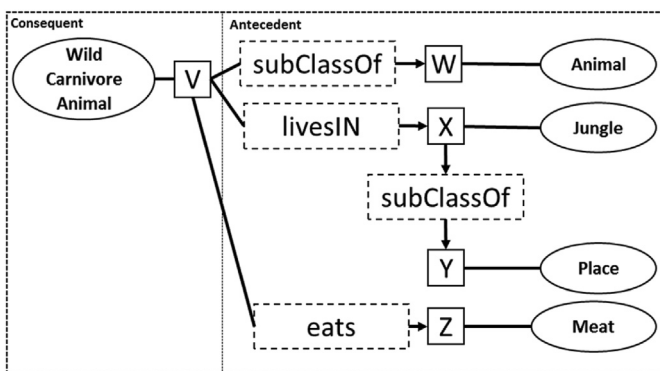 Consequent
Antecedent
Wild
Carnivore
Animal
V
subClassOf
W
Animal
livesIN
X
Jungle
subClassOf
Y
Place
eats
Z
Meat